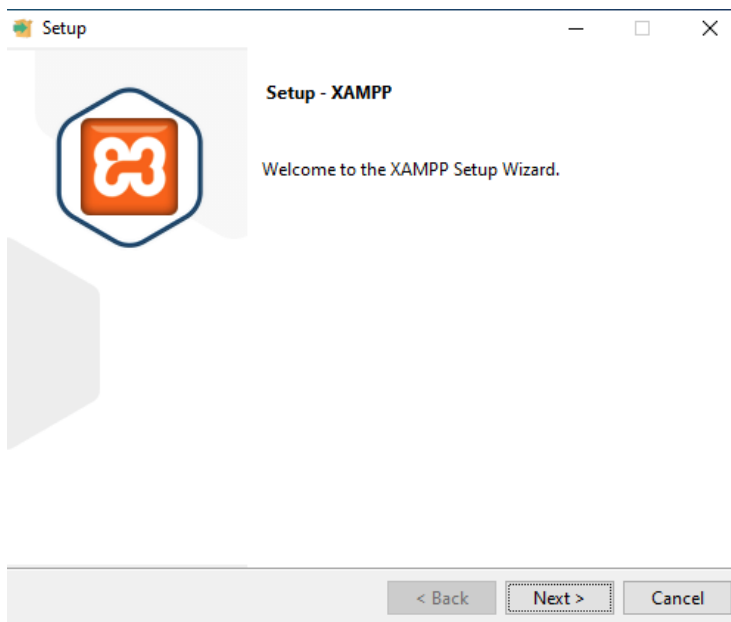 Setup
Setup - XAMPP
Welcome to the XAMPP Setup Wizard.
< Back
Next >
Cancel